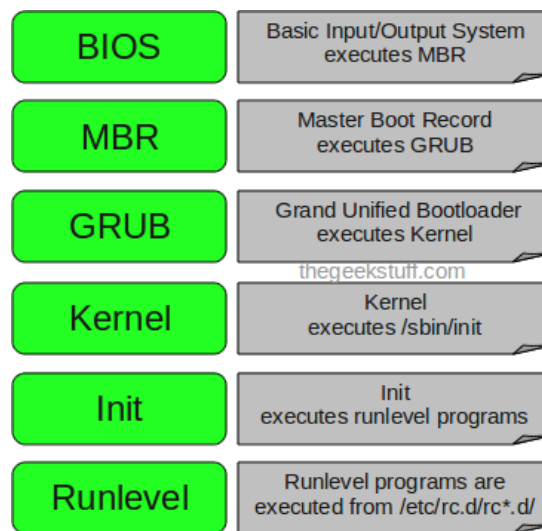 BIOS
Basic Input/Output System
executes MBR
MBR
Master Boot Record
executes GRUB
GRUB
Grand Unified Bootloader
executes Kernel
thegeekstuff.com
Kernel
Kernel
executes /sbin/init
Init
Init
executes runlevel programs
Runlevel
Runlevel programs are
executed from /etc/rc.d/rc*.d/